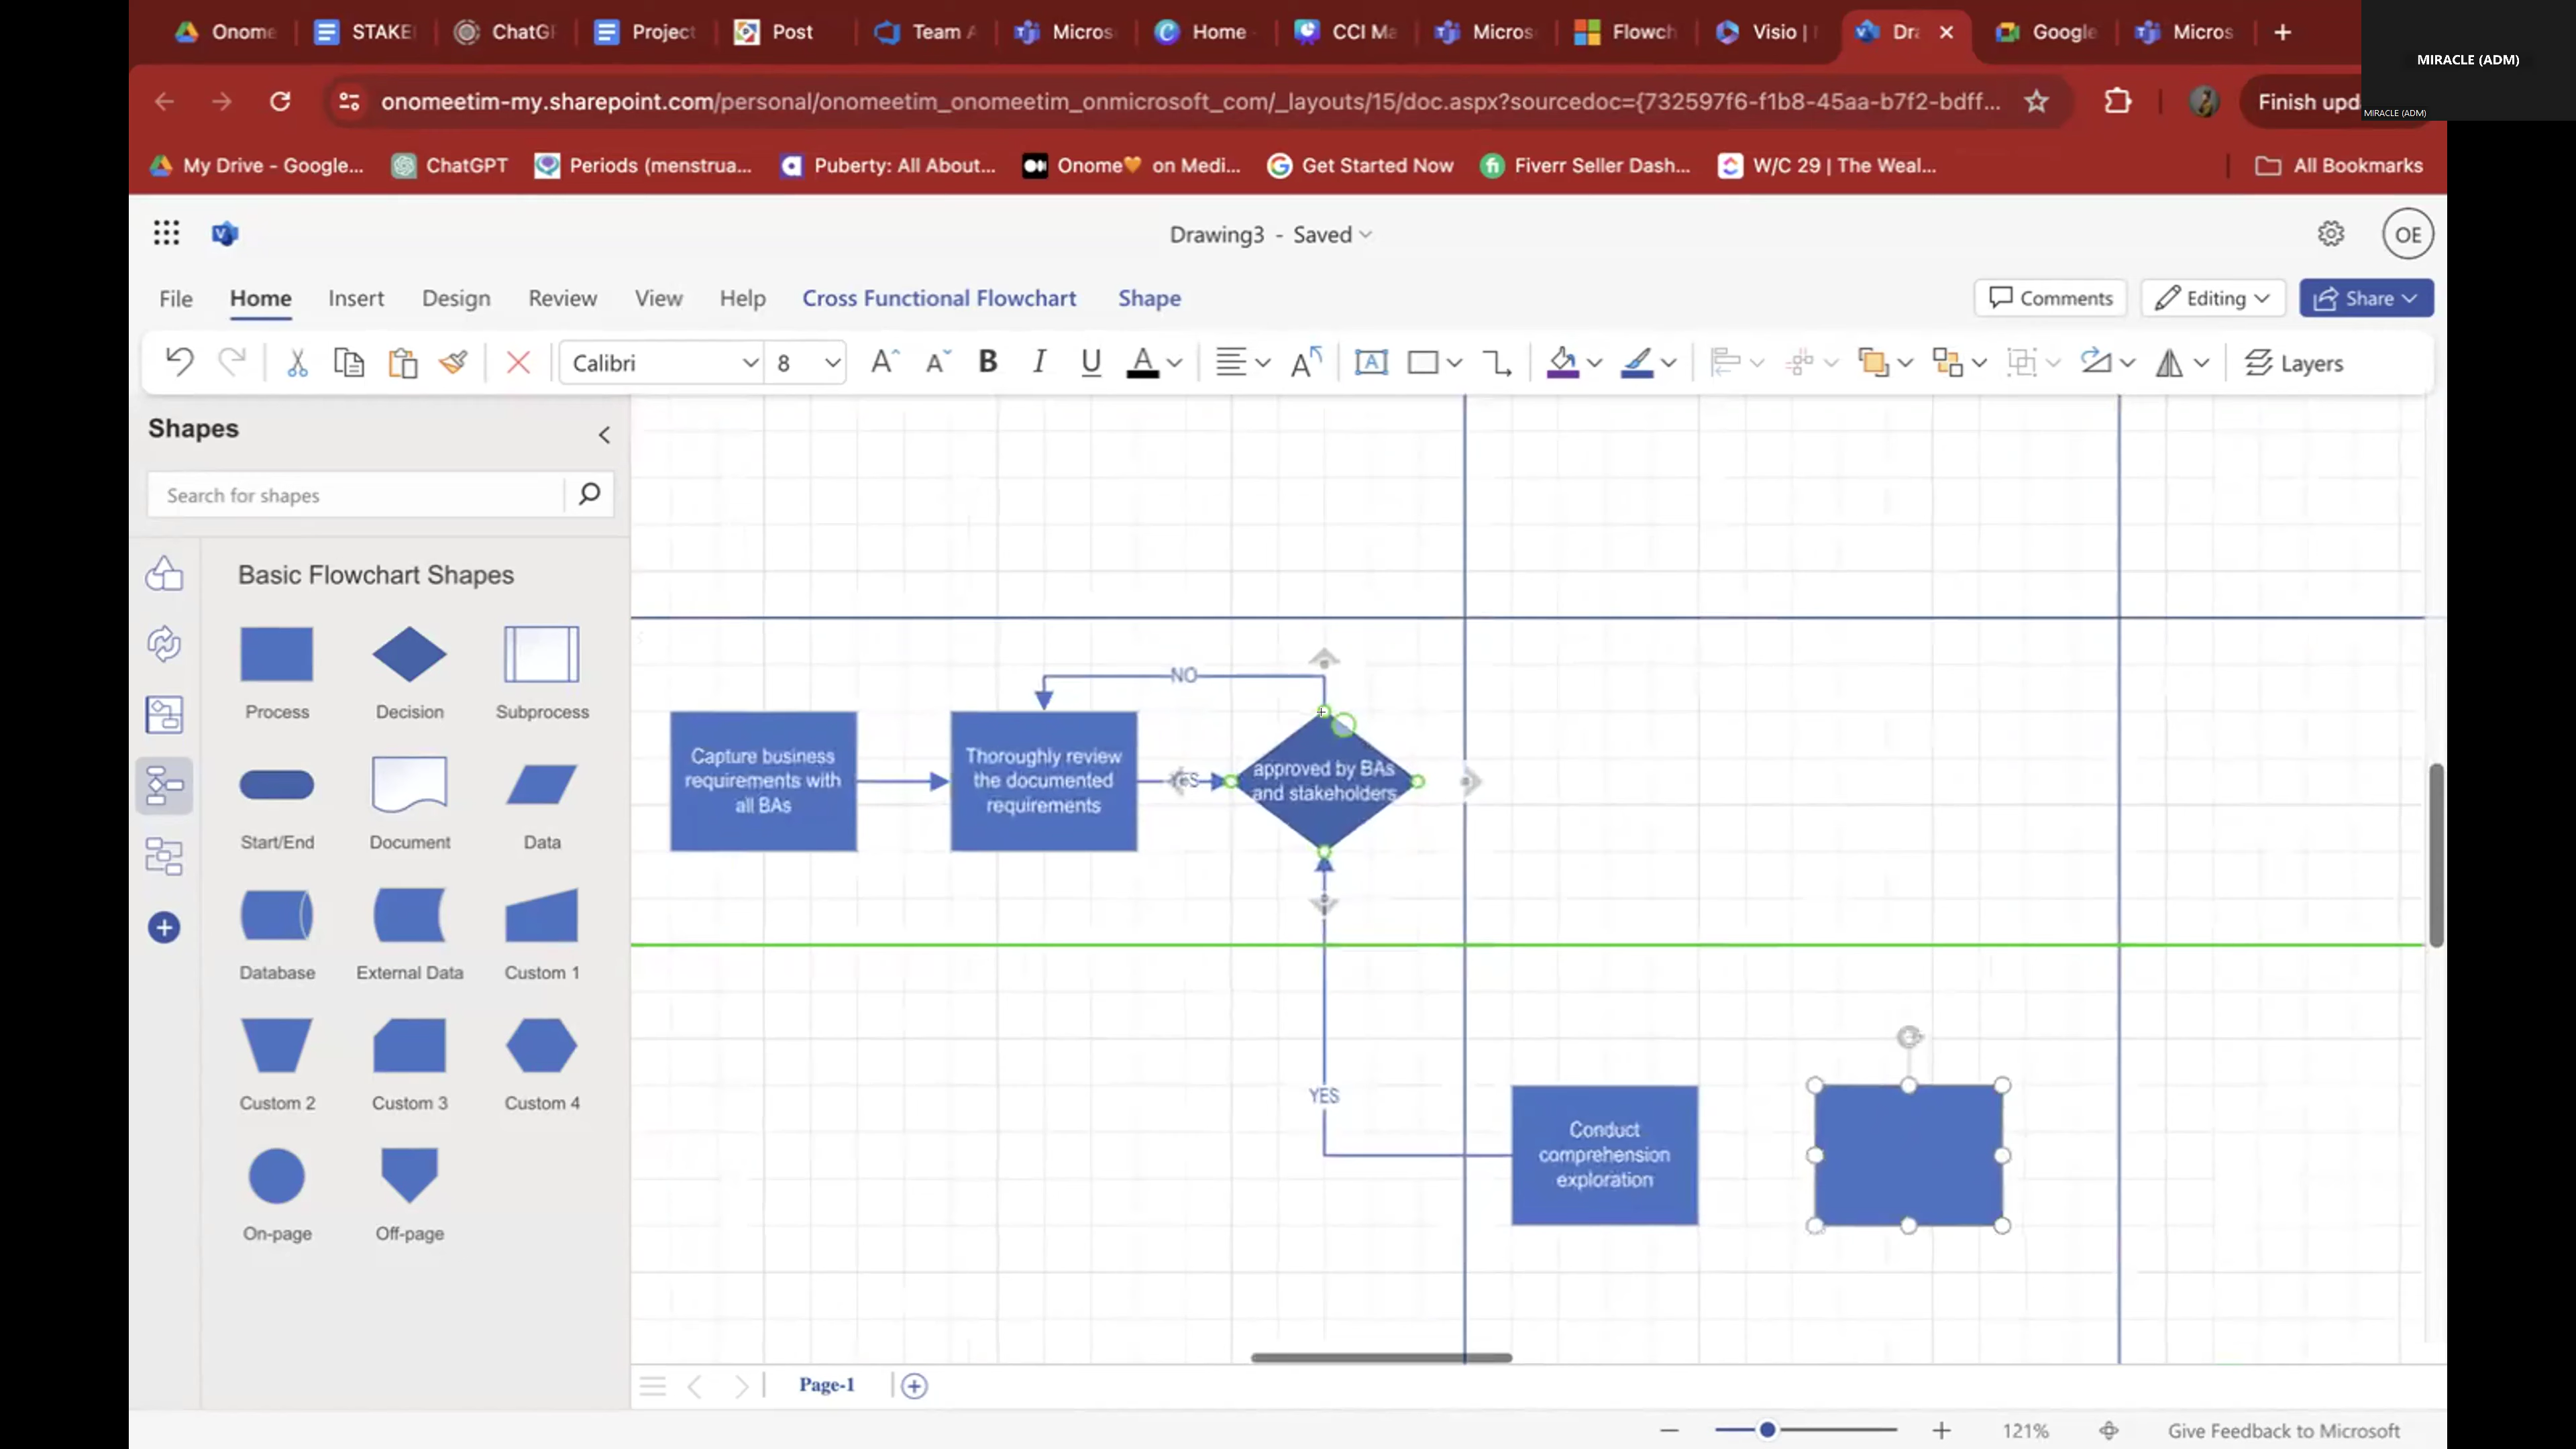 Onome
STAKE
ChatGP
Project
Post
Team A
Micros
Home
CCI Ma
Micros
Flowch
Visio |
Dra
Google
Micros
MIRACLE (ADM)
MIRACLE (ADM)
onomeetim-my.sharepoint.com/personal/onomeetim_onomeetim_onmicrosoft_com/_layouts/15/doc.aspx?sourcedoc={732597f6-f1b8-45aa-b7f2-bdff...
Finish upd
My Drive - Google...
ChatGPT
Periods (menstrua...
Puberty: All About...
Onome🧡 on Medi...
Get Started Now
Fiverr Seller Dash...
W/C 29 | The Weal...
All Bookmarks
Drawing3 - Saved
OE
File
Home
Insert
Design
Review
View
Help
Cross Functional Flowchart
Shape
Comments
Editing
Share
Calibri
8
Layers
Shapes
Search for shapes
Basic Flowchart Shapes
Process
Decision
Subprocess
Start/End
Document
Data
Database
External Data
Custom 1
Custom 2
Custom 3
Custom 4
On-page
Off-page
NO
Capture business
requirements with
all BAs
Thoroughly review
the documented
requirements
approved by BAs
and stakeholders
YES
Conduct
comprehension
exploration
Page-1
121%
Give Feedback to Microsoft